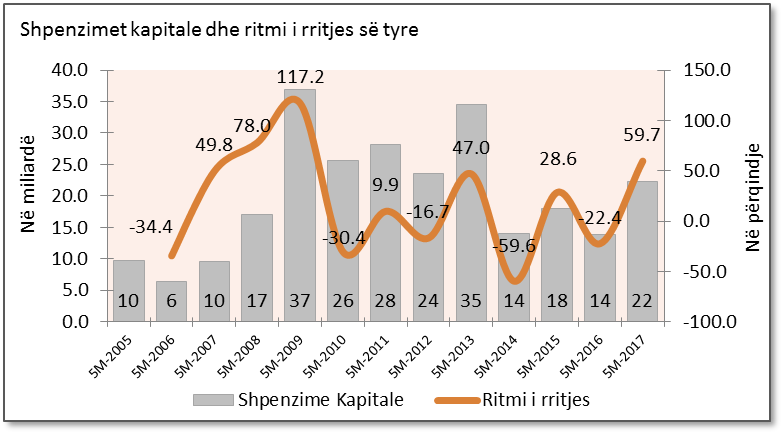 Shpenzimet kapitale dhe ritmi i rritjes së tyre
Në miliardë
40.0
35.0
30.0
25.0
20.0
15.0
10.0
5.0
0.0
-34.4
49.8
78.0
117.2
-30.4
9.9
-16.7
47.0
-59.6
28.6
-22.4
59.7
10
6
10
17
37
26
28
24
35
14
18
14
22
150.0
100.0
50.0
0.0
-50.0
-100.0
Në përqindje
5M-2005
5M-2006
5M-2007
5M-2008
5M-2009
5M-2010
5M-2011
5M-2012
5M-2013
5M-2014
5M-2015
5M-2016
5M-2017
Shpenzime Kapitale
Ritmi i rritjes